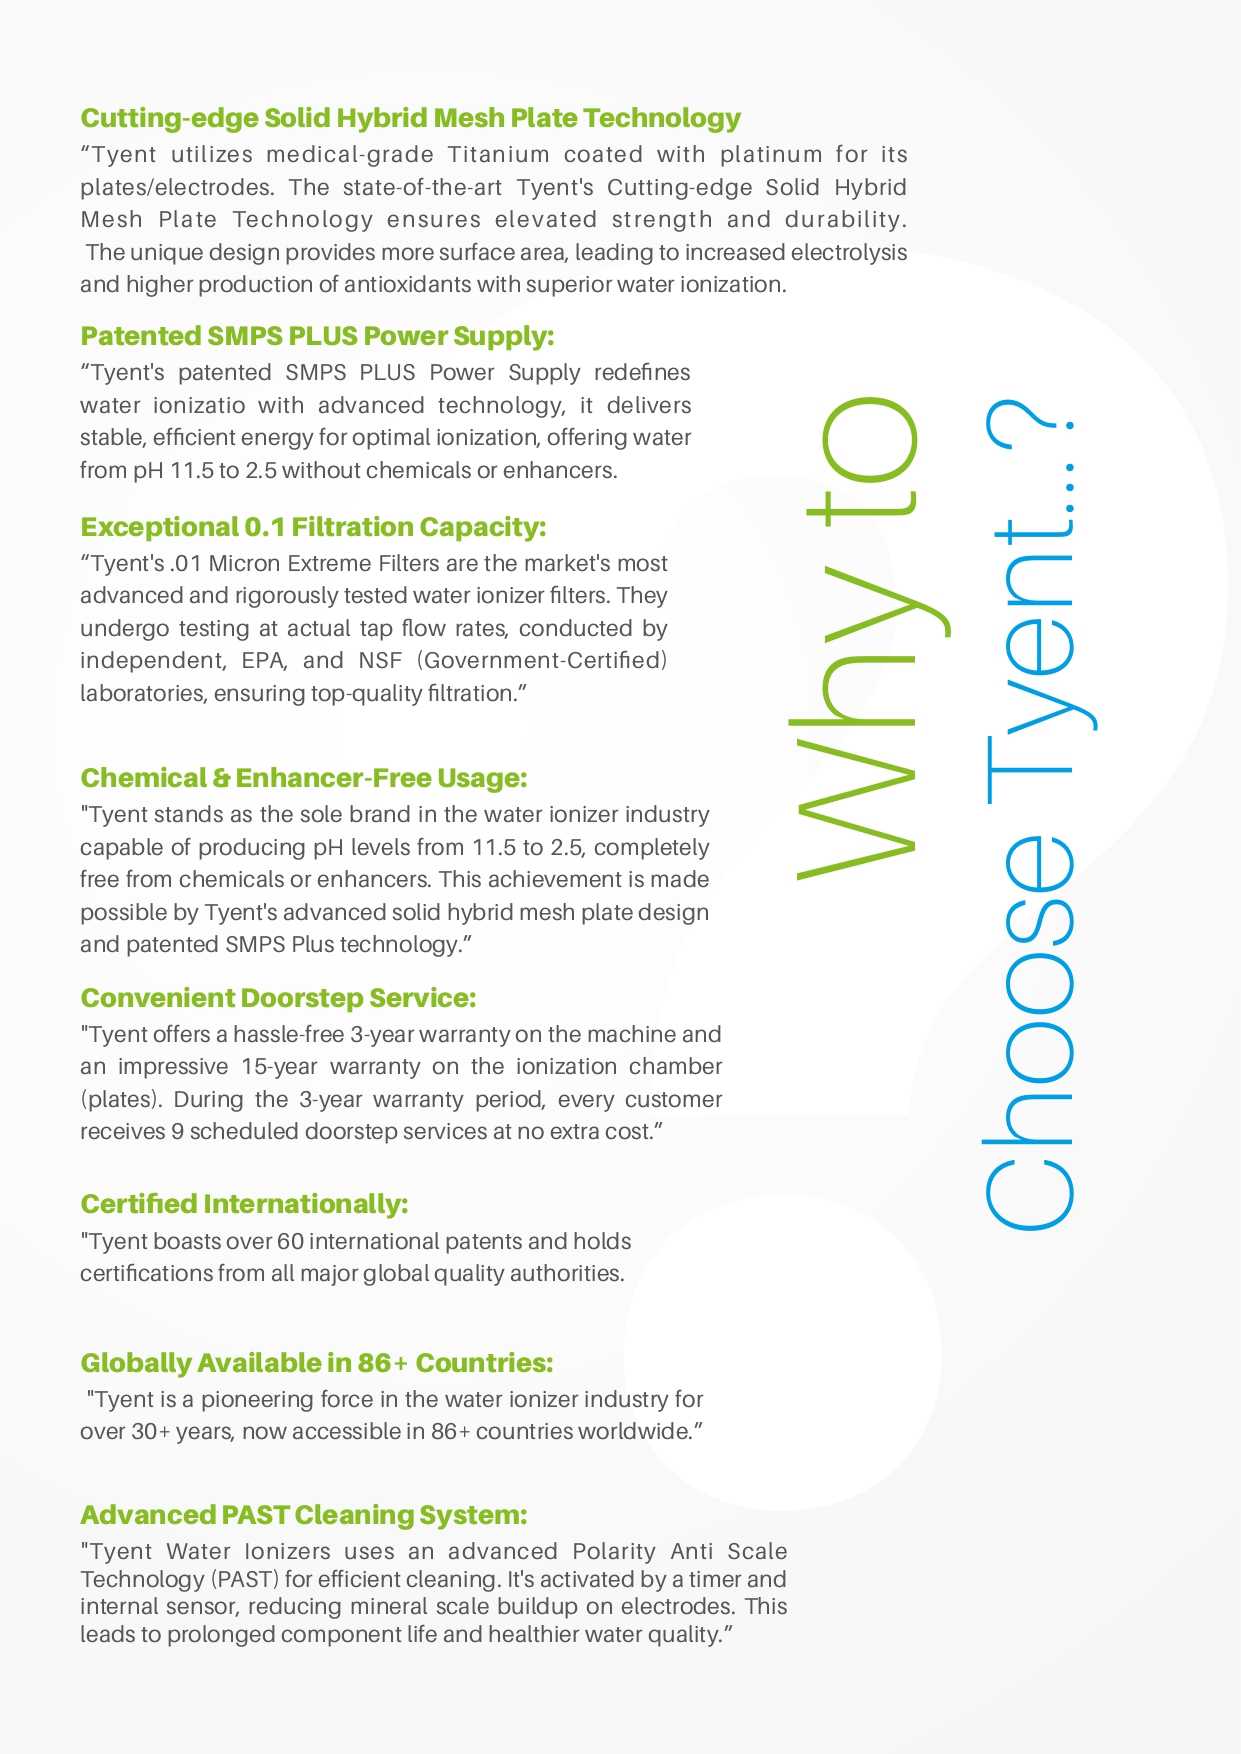 Cutting-edge Solid Hybrid Mesh Plate Technology
“Tyent utilizes medical-grade Titanium coated with platinum for its
plates/electrodes. The state-of-the-art Tyent's Cutting-edge Solid Hybrid
Mesh Plate Technology ensures elevated strength and durability.
The unique design provides more surface area, leading to increased electrolysis
and higher production of antioxidants with superior water ionization.
Patented SMPS PLUS Power Supply:
“Tyent's patented SMPS PLUS Power Supply redefines
water ionizatio with advanced technology, it delivers
stable, efficient energy for optimal ionization, offering water
from pH 11.5 to 2.5 without chemicals or enhancers.
Exceptional 0.1 Filtration Capacity:
“Tyent's .01 Micron Extreme Filters are the market's most
advanced and rigorously tested water ionizer filters. They
undergo testing at actual tap flow rates, conducted by
independent, EPA, and NSF (Government-Certified)
laboratories, ensuring top-quality filtration.”
Chemical & Enhancer-Free Usage:
"Tyent stands as the sole brand in the water ionizer industry
capable of producing pH levels from 11.5 to 2.5, completely
free from chemicals or enhancers. This achievement is made
possible by Tyent's advanced solid hybrid mesh plate design
and patented SMPS Plus technology.”
Convenient Doorstep Service:
"Tyent offers a hassle-free 3-year warranty on the machine and
an impressive 15-year warranty on the ionization chamber
(plates). During the 3-year warranty period, every customer
receives 9 scheduled doorstep services at no extra cost.”
Certified Internationally:
"Tyent boasts over 60 international patents and holds
certifications from all major global quality authorities.
Globally Available in 86+ Countries:
"Tyent is a pioneering force in the water ionizer industry for
over 30+ years, now accessible in 86+ countries worldwide.”
Advanced PAST Cleaning System:
"Tyent Water Ionizers uses an advanced Polarity Anti Scale
Technology (PAST) for efficient cleaning. It's activated by a timer and
internal sensor, reducing mineral scale buildup on electrodes. This
leads to prolonged component life and healthier water quality.”
Why to
Choose Tyent...?